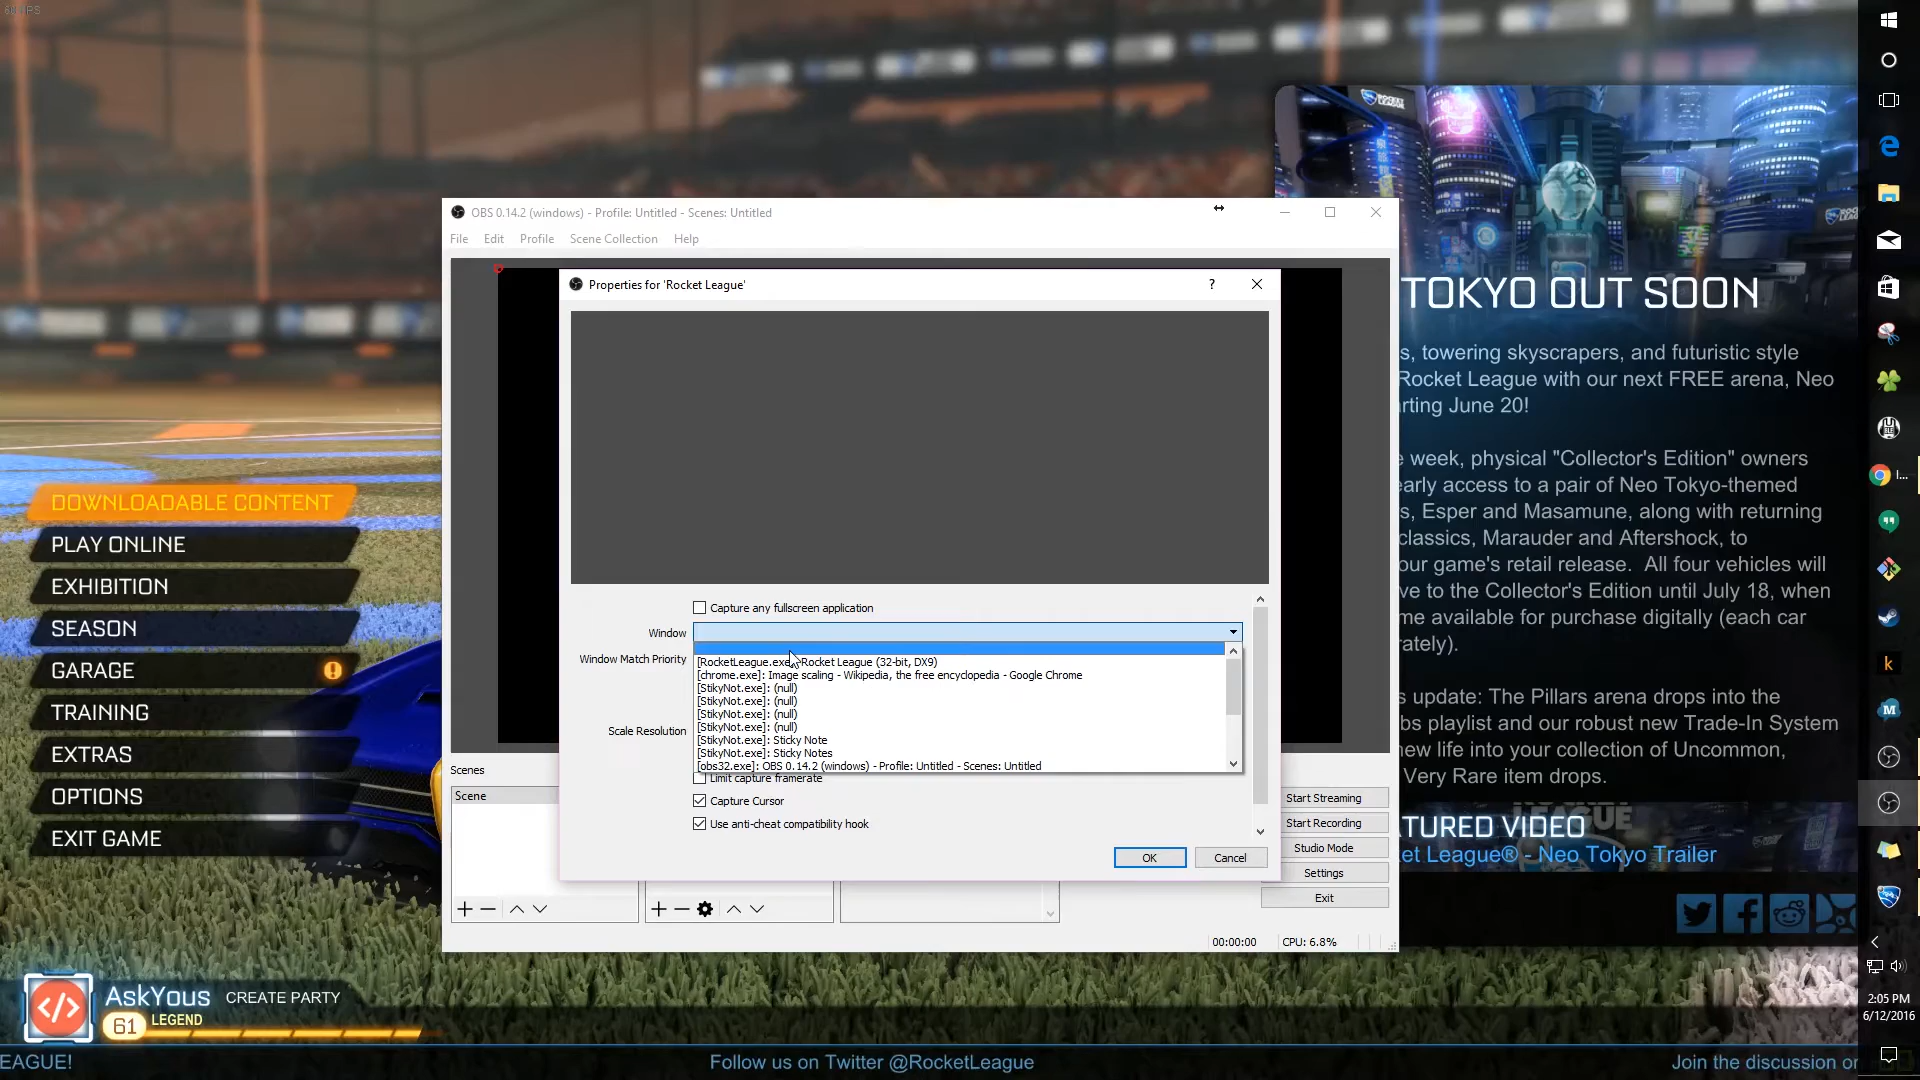 OBS 0.14.2 (windows) - Profile: Untitled - Scenes: Untitled
File Edit Profile Scene Collection Help
Properties for 'Rocket League'
?
Capture any fullscreen application
Window
Window Match Priority
[RocketLeague.exe]: Rocket League (32-bit, DX9)
[chrome.exe]: Image scaling - Wikipedia, the free encyclopedia - Google Chrome
[StikyNot.exe]: (null)
[StikyNot.exe]: (null)
[StikyNot.exe]: (null)
[StikyNot.exe]: (null)
[StikyNot.exe]: Sticky Note
[StikyNot.exe]: Sticky Notes
[obs32.exe]: OBS 0.14.2 (windows) - Profile: Untitled - Scenes: Untitled
Scale Resolution
Limit capture framerate
Capture Cursor
Use anti-cheat compatibility hook
OK
Cancel
Scenes
Scene
Start Streaming
Start Recording
Studio Mode
Settings
Exit
00:00:00
CPU: 6.8%
DOWNLOADABLE CONTENT
PLAY ONLINE
EXHIBITION
SEASON
GARAGE
TRAINING
EXTRAS
OPTIONS
EXIT GAME
TOKYO OUT SOON
s, towering skyscrapers, and futuristic style
Rocket League with our next FREE arena, Neo
rting June 20!
e week, physical "Collector's Edition" owners
early access to a pair of Neo Tokyo-themed
s, Esper and Masamune, along with returning
classics, Marauder and Aftershock, to
our game's retail release. All four vehicles will
ve to the Collector's Edition until July 18, when
me available for purchase digitally (each car
rately).
s update: The Pillars arena drops into the
bs playlist and our robust new Trade-In System
new life into your collection of Uncommon,
Very Rare item drops.
TURED VIDEO
et League® - Neo Tokyo Trailer
AskYous CREATE PARTY
61 LEGEND
EAGUE!
Follow us on Twitter @RocketLeague
Join the discussion or
I...
2:05 PM
6/12/2016